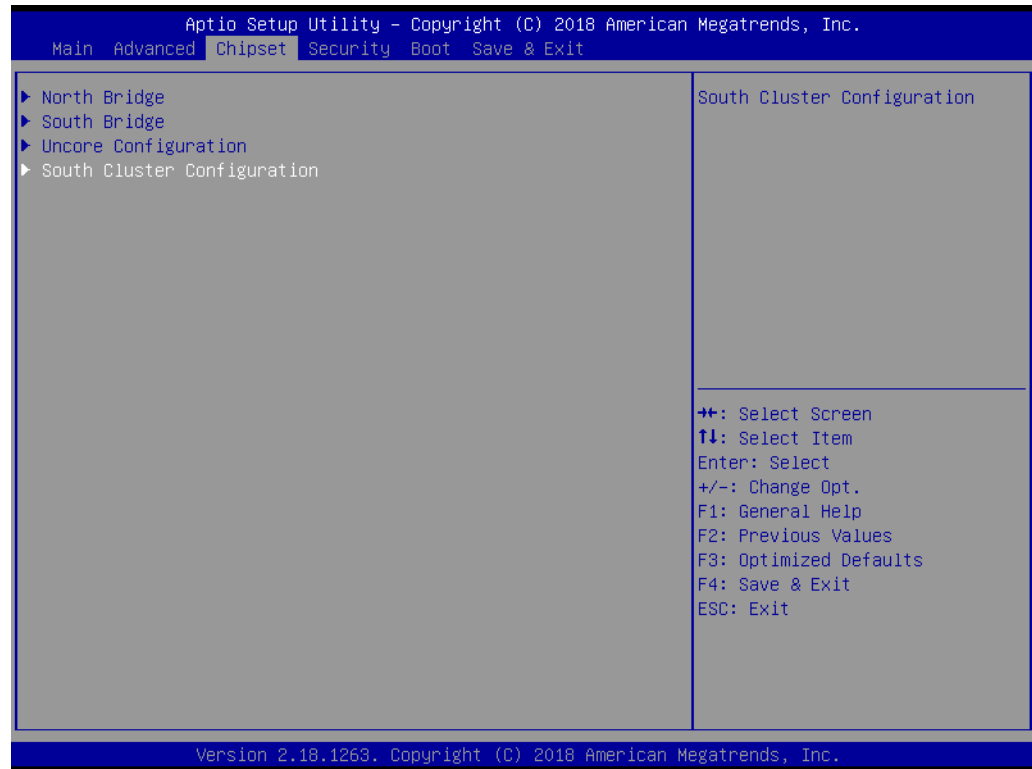 Aptio Setup Utility – Copyright (C) 2018 American Megatrends, Inc.
Main Advanced Chipset Security Boot Save & Exit
North Bridge
South Bridge
Uncore Configuration
South Cluster Configuration
South Cluster Configuration
→←: Select Screen
↑↓: Select Item
Enter: Select
+/-: Change Opt.
F1: General Help
F2: Previous Values
F3: Optimized Defaults
F4: Save & Exit
ESC: Exit
Version 2.18.1263. Copyright (C) 2018 American Megatrends, Inc.